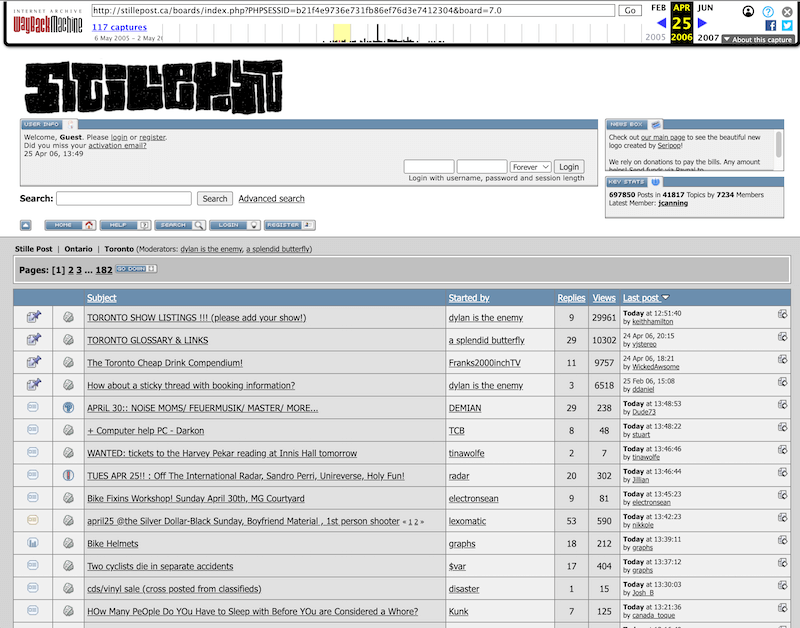 INTERNET ARCHIVE
WayBackMachine
http://stillepost.ca/boards/index.php?PHPSESSID=b21f4e9736e731fb86ef76d3e7412304&board=7.0
Go
FEB APR JUN
117 captures
25
6 May 2005 - 2 May 20
2005 2006 2007
About this capture
STILLEPOST
USER INFO
Welcome, Guest. Please login or register.
Did you miss your activation email?
25 Apr 06, 13:49
Forever Login
Login with username, password and session length
NEWS BOX
Check out our main page to see the beautiful new
logo created by Seripop!
We rely on donations to pay the bills. Any amount
helps! Send funds via Paypal to
KEY STATS
697850 Posts in 41817 Topics by 7234 Members
Latest Member: jcanning
Search: Search Advanced search
HOME HELP SEARCH LOGIN REGISTER
Stille Post | Ontario | Toronto (Moderators: dylan is the enemy, a splendid butterfly)
Pages: [1] 2 3 ... 182 GO DOWN
Subject Started by Replies Views Last post
TORONTO SHOW LISTINGS !!! (please add your show!) dylan is the enemy 9 29961 Today at 12:51:40
by keithhamilton
TORONTO GLOSSARY & LINKS a splendid butterfly 29 10302 24 Apr 06, 20:15
by vjstereo
The Toronto Cheap Drink Compendium! Franks2000inchTV 11 9757 24 Apr 06, 18:21
by WickedAwsome
How about a sticky thread with booking information? dylan is the enemy 3 6518 25 Feb 06, 15:08
by ddaniel
APRiL 30:: NOiSE MOMS/ FEUERMUSIK/ MASTER/ MORE... DEMIAN 29 238 Today at 13:48:53
by Dude73
+ Computer help PC - Darkon TCB 8 48 Today at 13:48:22
by stuart
WANTED: tickets to the Harvey Pekar reading at Innis Hall tomorrow tinawolfe 2 7 Today at 13:46:46
by tinawolfe
TUES APR 25!! : Off The International Radar, Sandro Perri, Unireverse, Holy Fun! radar 20 302 Today at 13:46:44
by Jillian
Bike Fixins Workshop! Sunday April 30th, MG Courtyard electronsean 9 81 Today at 13:45:23
by electronsean
april25 @the Silver Dollar-Black Sunday, Boyfriend Material , 1st person shooter « 1 2 » lexomatic 53 590 Today at 13:42:23
by nikkole
Bike Helmets graphs 18 212 Today at 13:39:11
by graphs
Two cyclists die in separate accidents $var 17 404 Today at 13:37:12
by graphs
cds/vinyl sale (cross posted from classifieds) disaster 1 15 Today at 13:30:03
by Josh_B
HOw Many PeOple Do YOu Have to Sleep with Before YOu are Considered a Whore? Kunk 7 125 Today at 13:21:36
by canada_toque